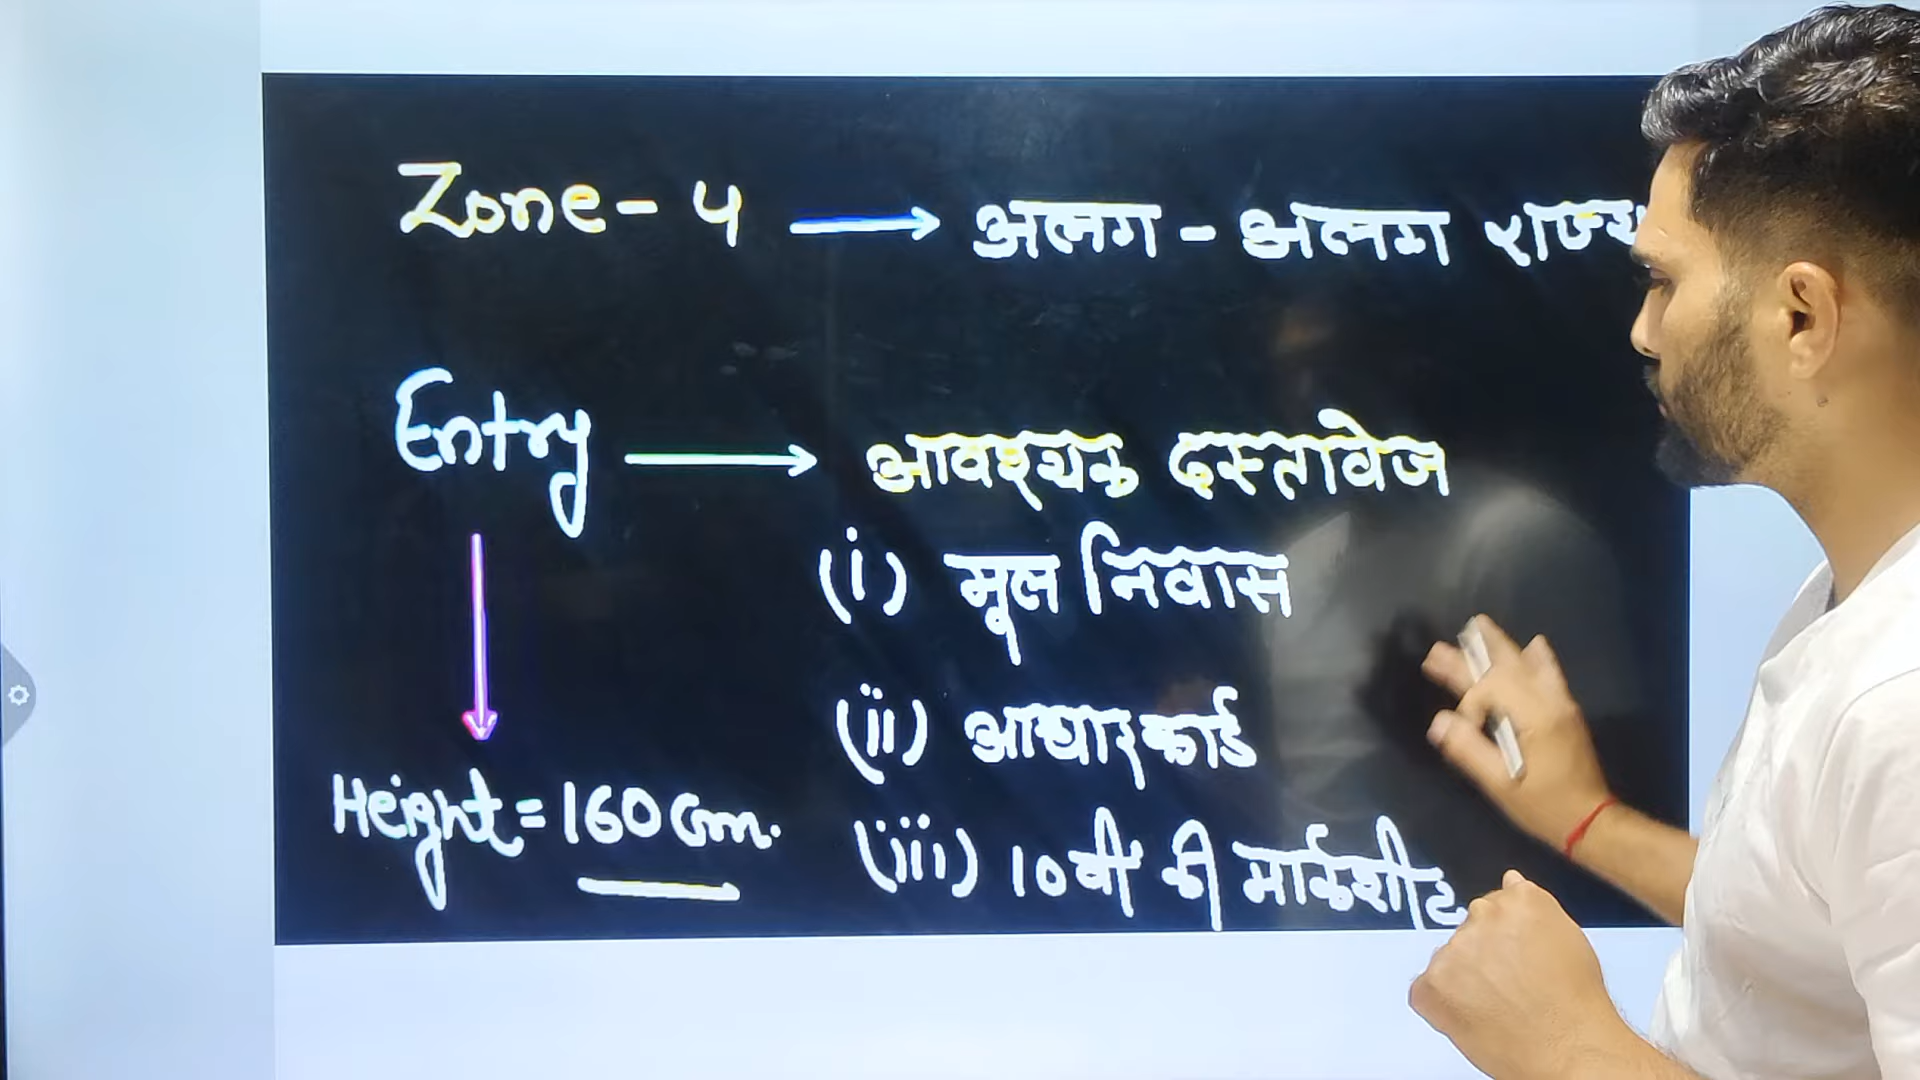 Zone - 4 → अलग - अलग राज्य
Entry → आवश्यक दस्तावेज
(i) मूल निवास
(ii) आधारकार्ड
Height = 160 cm.
(iii) 10वीं की मार्कशीट